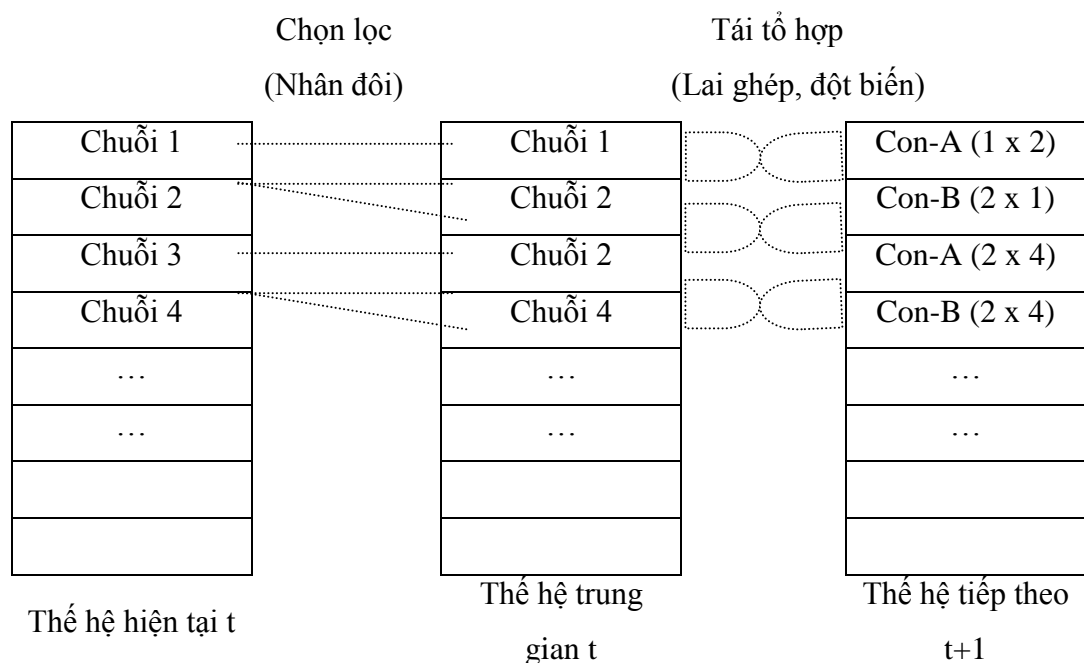 Chọn lọc
(Nhân đôi)
Tái tổ hợp
(Lai ghép, đột biến)
Chuỗi 1
Chuỗi 2
Chuỗi 3
Chuỗi 4
…
…
Thế hệ hiện tại t
Chuỗi 1
Chuỗi 2
Chuỗi 2
Chuỗi 4
…
…
Thế hệ trung
gian t
Con-A (1 x 2)
Con-B (2 x 1)
Con-A (2 x 4)
Con-B (2 x 4)
…
…
Thế hệ tiếp theo
t+1